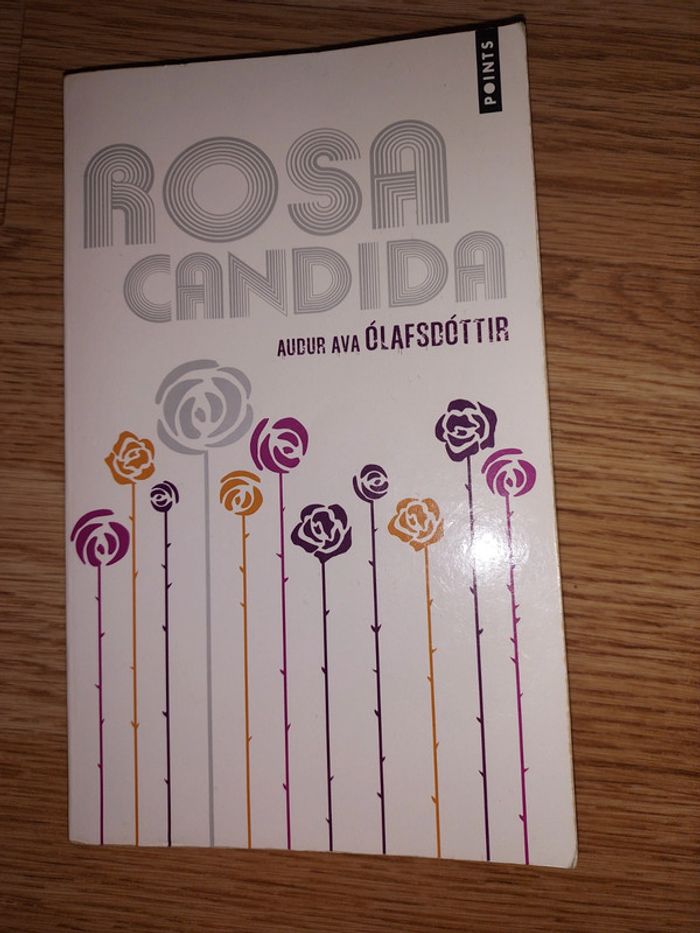 POINTS
ROSA
CANDIDA
AUDUR AVA ÓLAFSDÓTTIR